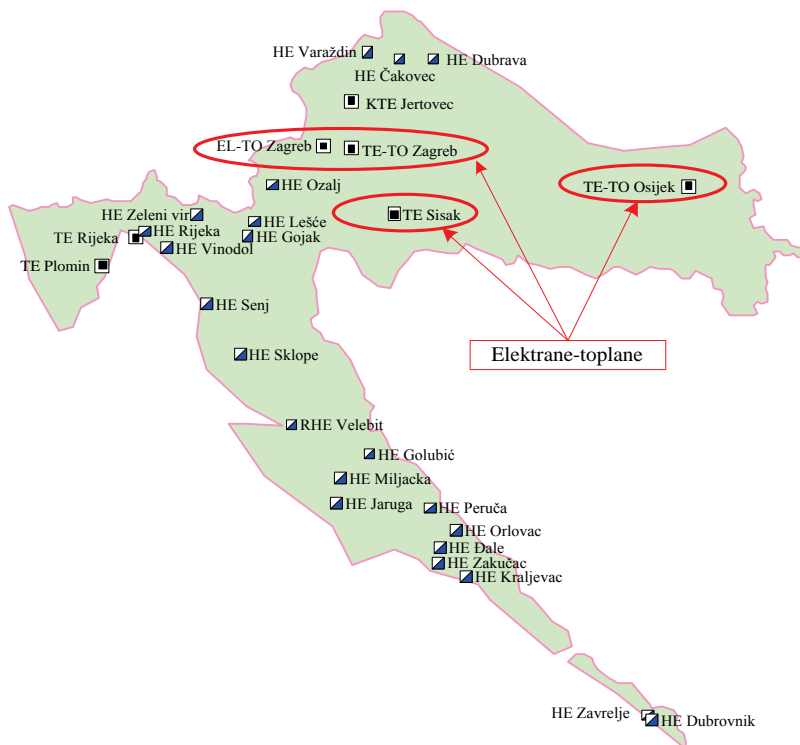 HE Varaždin
HE Čakovec
HE Dubrava
KTE Jertovec
EL-TO Zagreb
TE-TO Zagreb
TE-TO Osijek
HE Ozalj
TE Sisak
HE Zeleni vir
HE Lešće
TE Rijeka
HE Rijeka
HE Gojak
HE Vinodol
TE Plomin
HE Senj
HE Sklope
Elektrane-toplane
RHE Velebit
HE Golubić
HE Miljacka
HE Jaruga
HE Peruča
HE Orlovac
HE Đale
HE Zakučac
HE Kraljevac
HE Zavrelje
HE Dubrovnik